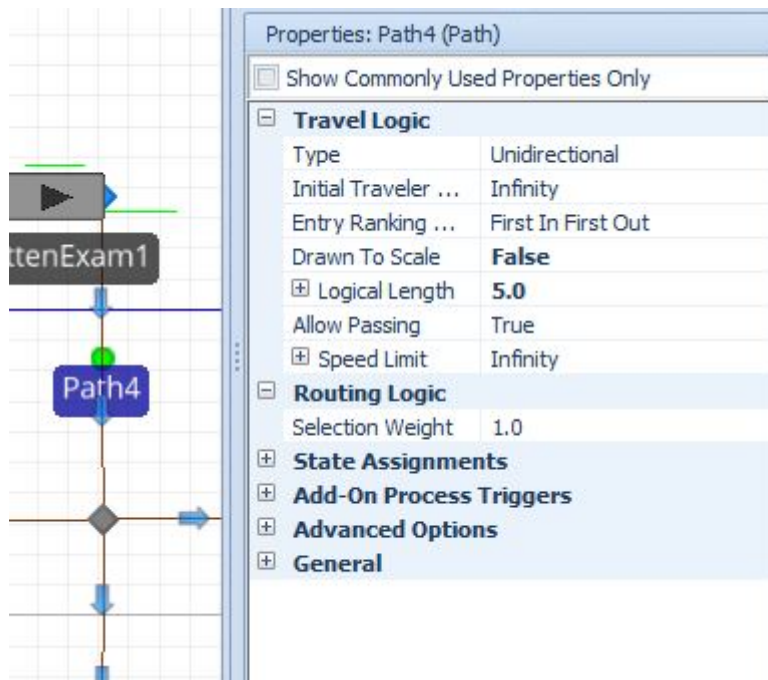 Properties: Path4 (Path)
Show Commonly Used Properties Only
Travel Logic
Type Unidirectional
Initial Traveler ... Infinity
Entry Ranking ... First In First Out
Drawn To Scale False
Logical Length 5.0
Allow Passing True
Speed Limit Infinity
Routing Logic
Selection Weight 1.0
State Assignments
Add-On Process Triggers
Advanced Options
General
ttenExam1
Path4